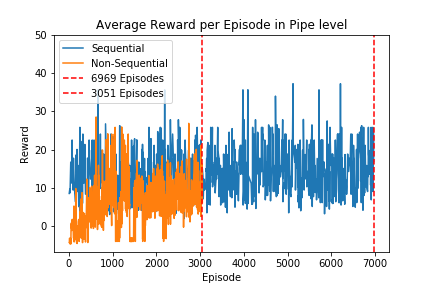 Average Reward per Episode in Pipe level
50
40
30
20
10
0
Reward
Sequential
Non-Sequential
6969 Episodes
3051 Episodes
0 1000 2000 3000 4000 5000 6000 7000
Episode